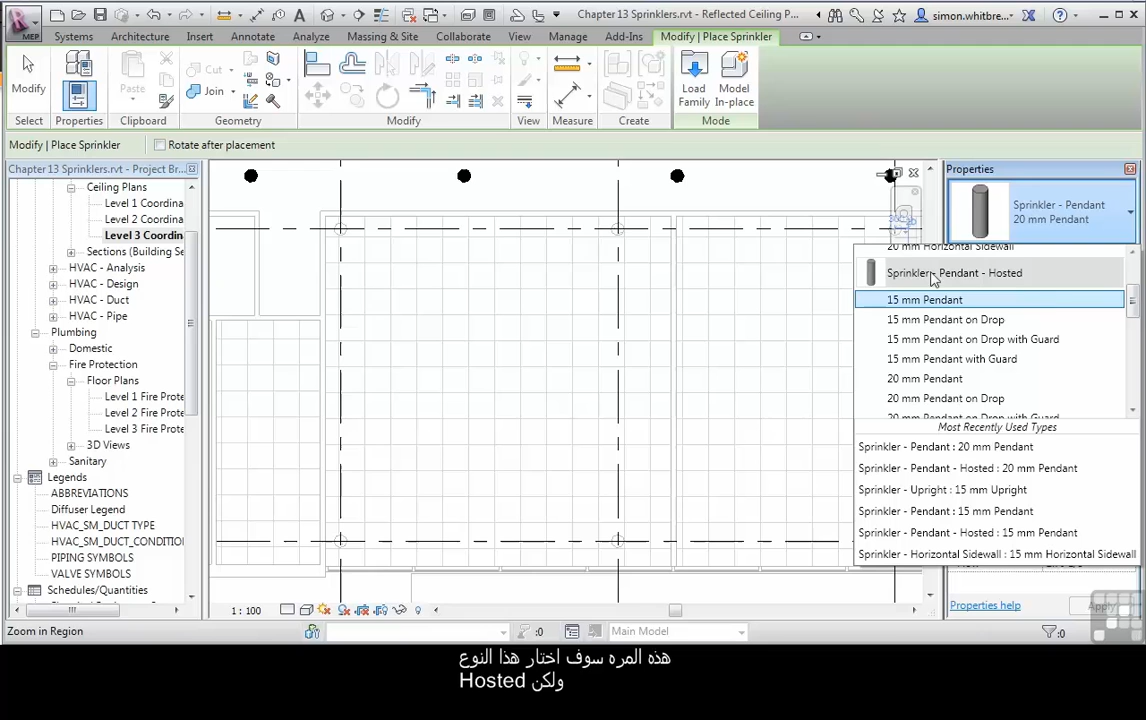 Chapter 13 Sprinklers.rvt - Reflected Ceiling P...
simon.whitbre...
MEP
Systems Architecture Insert Annotate Analyze Massing & Site Collaborate View Manage Add-Ins Modify | Place Sprinkler
Modify
Paste
Cut
Join
Load Family
Model In-place
Select Properties Clipboard Geometry Modify View Measure Create Mode
Modify | Place Sprinkler
Rotate after placement
Chapter 13 Sprinklers.rvt - Project Br...
Ceiling Plans
Level 1 Coordina
Level 2 Coordina
Level 3 Coordin
Sections (Building Se
HVAC - Analysis
HVAC - Design
HVAC - Duct
HVAC - Pipe
Plumbing
Domestic
Fire Protection
Floor Plans
Level 1 Fire Prote
Level 2 Fire Prote
Level 3 Fire Prote
3D Views
Sanitary
Legends
ABBREVIATIONS
Diffuser Legend
HVAC_SM_DUCT TYPE
HVAC_SM_DUCT_CONDITIO
PIPING SYMBOLS
VALVE SYMBOLS
Schedules/Quantities
Properties
Sprinkler - Pendant
20 mm Pendant
20 mm Horizontal Sidewall
Sprinkler - Pendant - Hosted
15 mm Pendant
15 mm Pendant on Drop
15 mm Pendant on Drop with Guard
15 mm Pendant with Guard
20 mm Pendant
20 mm Pendant on Drop
20 mm Pendant on Drop with Guard
Most Recently Used Types
Sprinkler - Pendant : 20 mm Pendant
Sprinkler - Pendant - Hosted : 20 mm Pendant
Sprinkler - Upright : 15 mm Upright
Sprinkler - Pendant : 15 mm Pendant
Sprinkler - Pendant - Hosted : 15 mm Pendant
Sprinkler - Horizontal Sidewall : 15 mm Horizontal Sidewall
Properties help
Apply
1 : 100
Zoom in Region
:0
Main Model
:0
هذه المره سوف اختار هذا النوع
ولكن Hosted